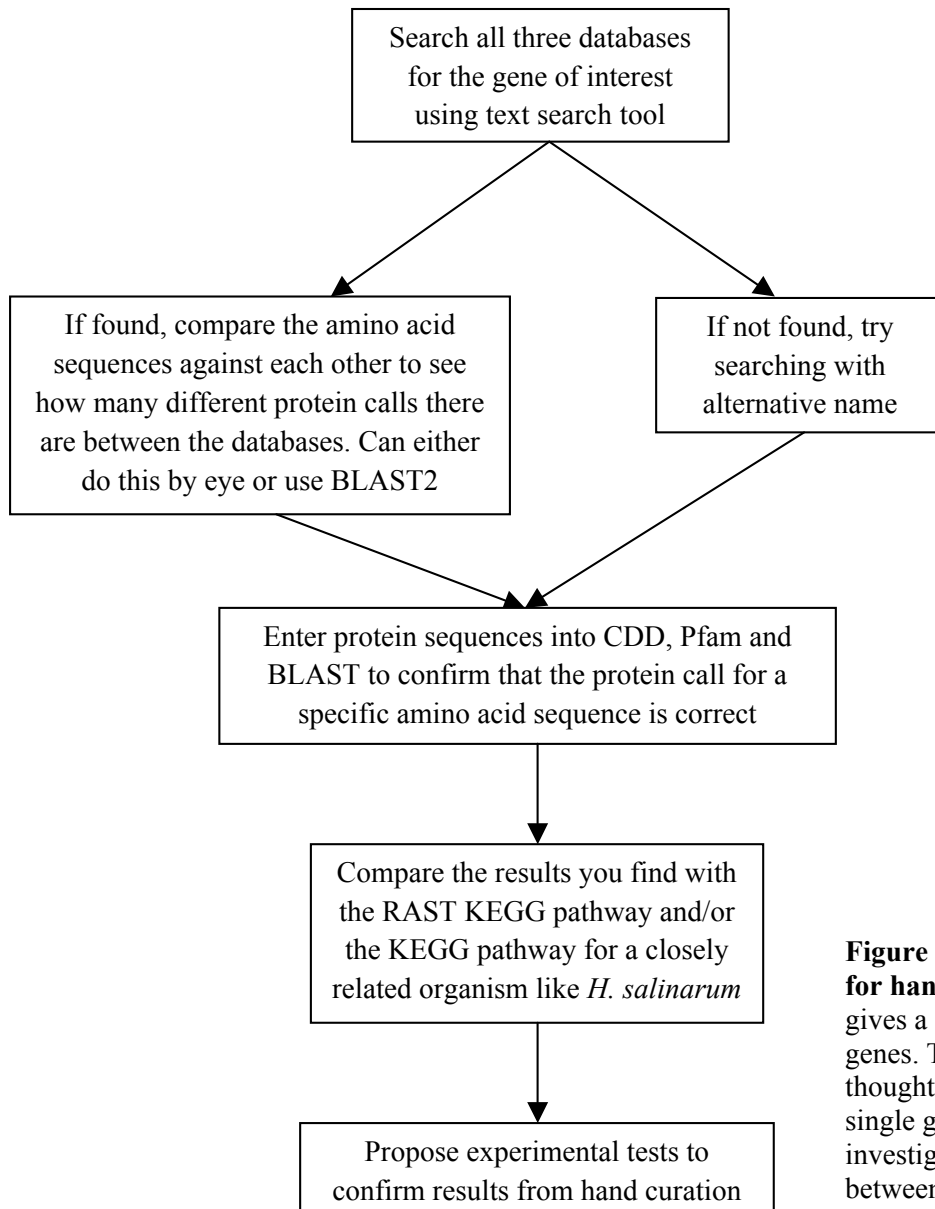 Search all three databases
for the gene of interest
using text search tool
If found, compare the amino acid
sequences against each other to see
how many different protein calls there
are between the databases. Can either
do this by eye or use BLAST2
If not found, try
searching with
alternative name
Enter protein sequences into CDD, Pfam and
BLAST to confirm that the protein call for a
specific amino acid sequence is correct
Compare the results you find with
the RAST KEGG pathway and/or
the KEGG pathway for a closely
related organism like H. salinarum
Propose experimental tests to
confirm results from hand curation
Figure
for han
gives a
genes. T
thought
single g
investig
between